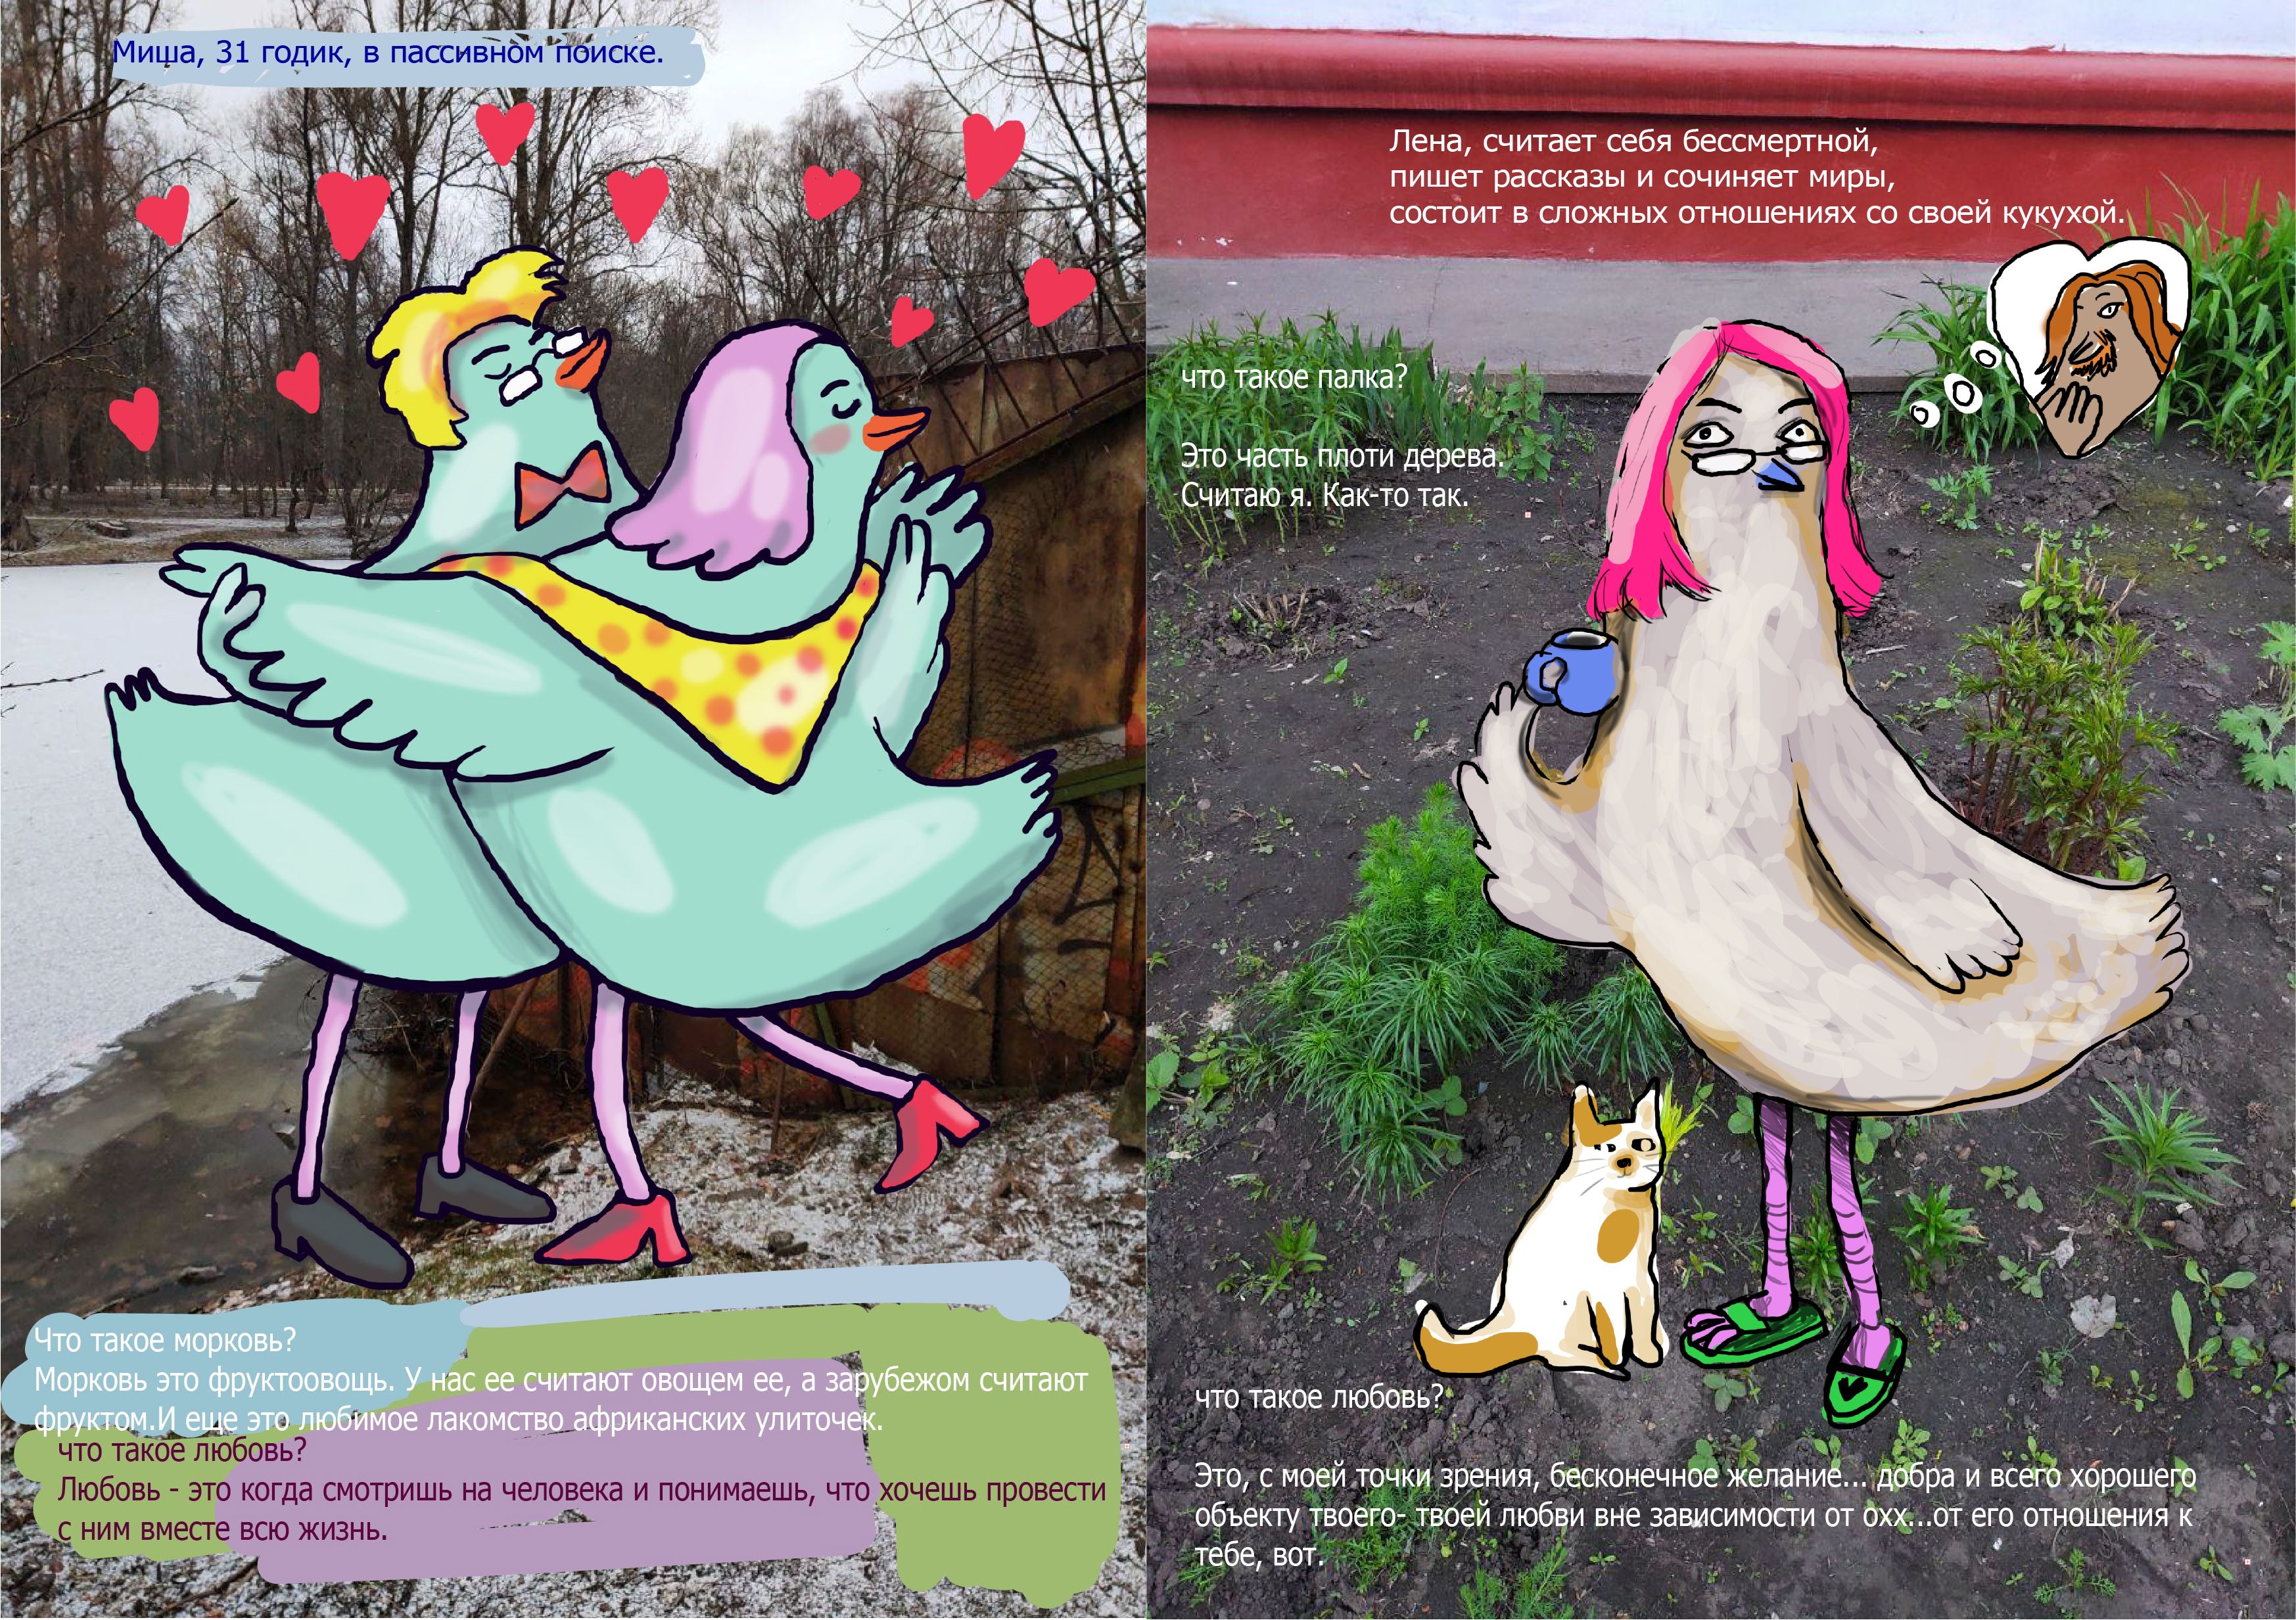 Миша, 31 годик, в пассивном поиске.
Что такое морковь?
Морковь это фруктоовощь. У нас ее считают овощем ее, а зарубежом считают
фруктом.И еще это любимое лакомство африканских улиточек.
что такое любовь?
Любовь - это когда смотришь на человека и понимаешь, что хочешь провести
с ним вместе всю жизнь.
Лена, считает себя бессмертной,
пишет рассказы и сочиняет миры,
состоит в сложных отношениях со своей кукухой.
что такое палка?
Это часть плоти дерева.
Считаю я. Как-то так.
что такое любовь?
Это, с моей точки зрения, бесконечное желание... добра и всего хорошего
объекту твоего- твоей любви вне зависимости от охх...от его отношения к
тебе, вот.